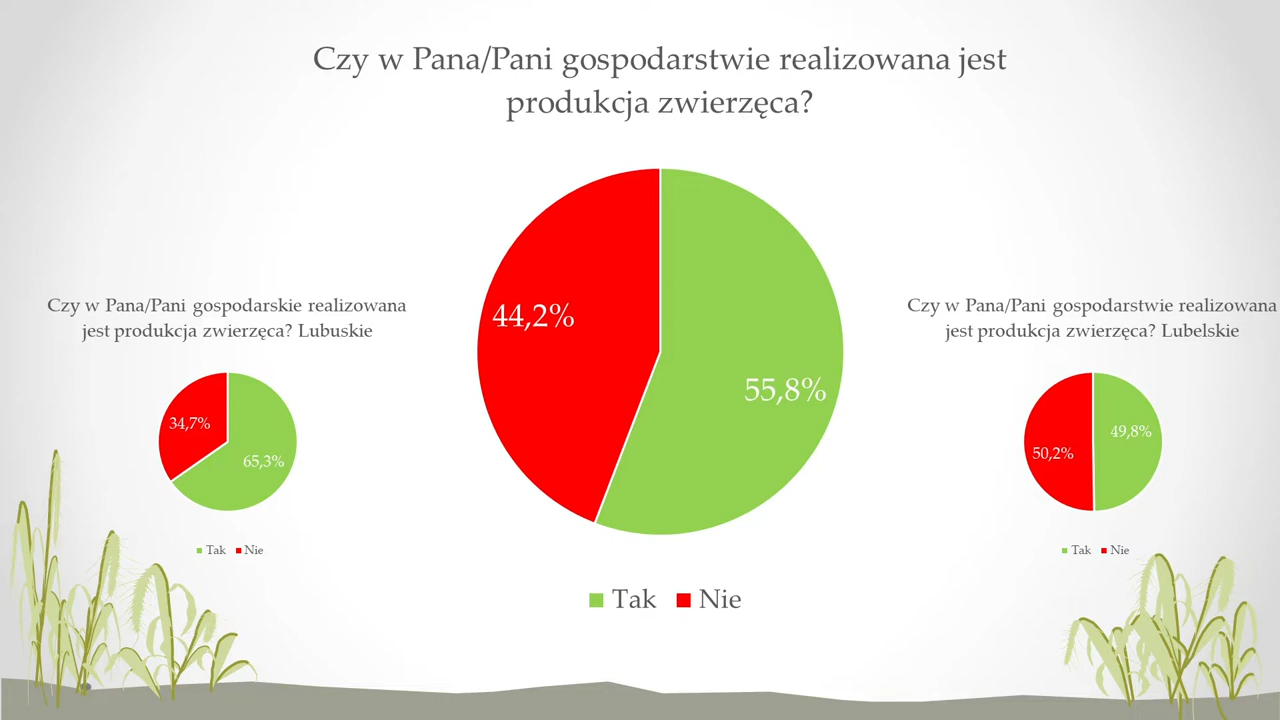 Czy w Pana/Pani gospodarstwie realizowana jest
produkcja zwierzęca?
44,2%
55,8%
Tak Nie
Czy w Pana/Pani gospodarskie realizowana
jest produkcja zwierzęca? Lubuskie
34,7%
65,3%
Tak Nie
Czy w Pana/Pani gospodarstwie realizowana
jest produkcja zwierzęca? Lubelskie
49,8%
50,2%
Tak Nie